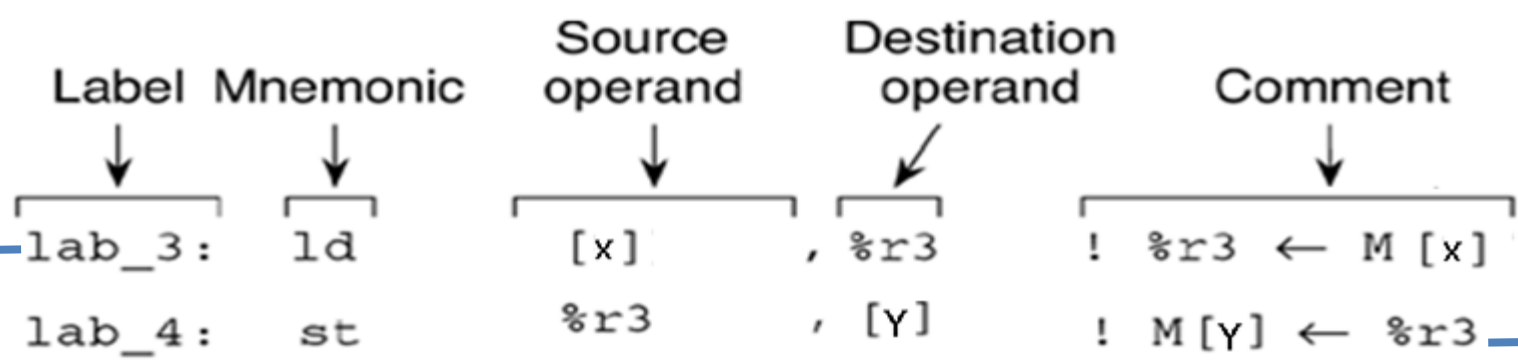 Source Destination
Label Mnemonic operand operand Comment
lab_3: ld [x] , %r3 ! %r3 ← M [x]
lab_4: st %r3 , [Y] ! M[Y] ← %r3